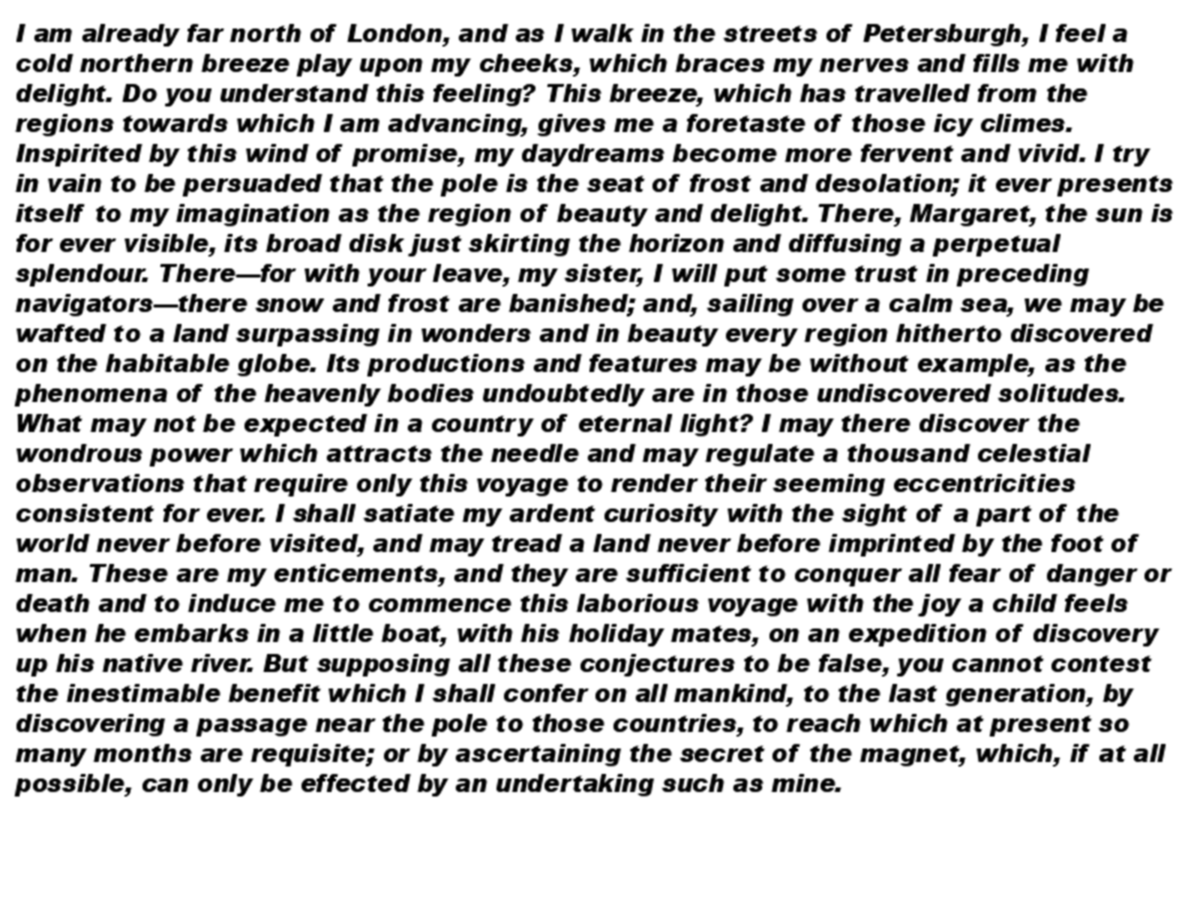 I am already far north of London, and as I walk in the streets of Petersburgh, I feel a
cold northern breeze play upon my cheeks, which braces my nerves and fills me with
delight. Do you understand this feeling? This breeze, which has travelled from the
regions towards which I am advancing, gives me a foretaste of those icy climes.
Inspirited by this wind of promise, my daydreams become more fervent and vivid. I try
in vain to be persuaded that the pole is the seat of frost and desolation; it ever presents
itself to my imagination as the region of beauty and delight. There, Margaret, the sun is
for ever visible, its broad disk just skirting the horizon and diffusing a perpetual
splendour. There—for with your leave, my sister, I will put some trust in preceding
navigators—there snow and frost are banished; and, sailing over a calm sea, we may be
wafted to a land surpassing in wonders and in beauty every region hitherto discovered
on the habitable globe. Its productions and features may be without example, as the
phenomena of the heavenly bodies undoubtedly are in those undiscovered solitudes.
What may not be expected in a country of eternal light? I may there discover the
wondrous power which attracts the needle and may regulate a thousand celestial
observations that require only this voyage to render their seeming eccentricities
consistent for ever. I shall satiate my ardent curiosity with the sight of a part of the
world never before visited, and may tread a land never before imprinted by the foot of
man. These are my enticements, and they are sufficient to conquer all fear of danger or
death and to induce me to commence this laborious voyage with the joy a child feels
when he embarks in a little boat, with his holiday mates, on an expedition of discovery
up his native river. But supposing all these conjectures to be false, you cannot contest
the inestimable benefit which I shall confer on all mankind, to the last generation, by
discovering a passage near the pole to those countries, to reach which at present so
many months are requisite; or by ascertaining the secret of the magnet, which, if at all
possible, can only be effected by an undertaking such as mine.